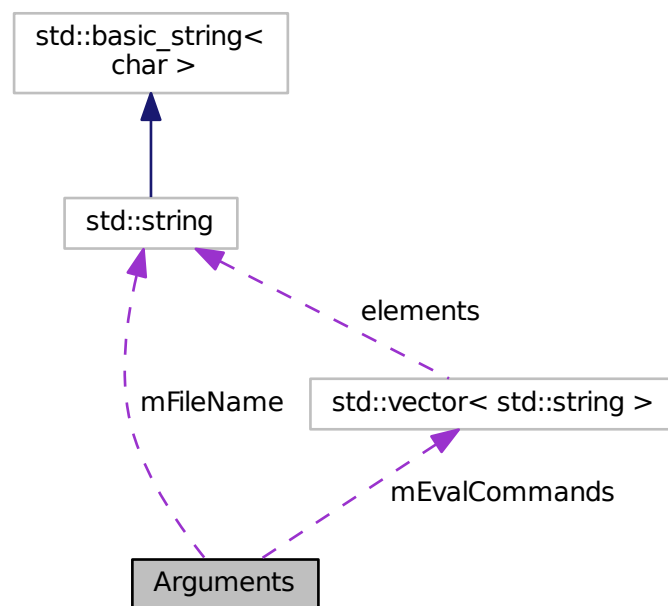 std::basic_string<
char >
std::string
elements
mFileName
std::vector< std::string >
mEvalCommands
Arguments